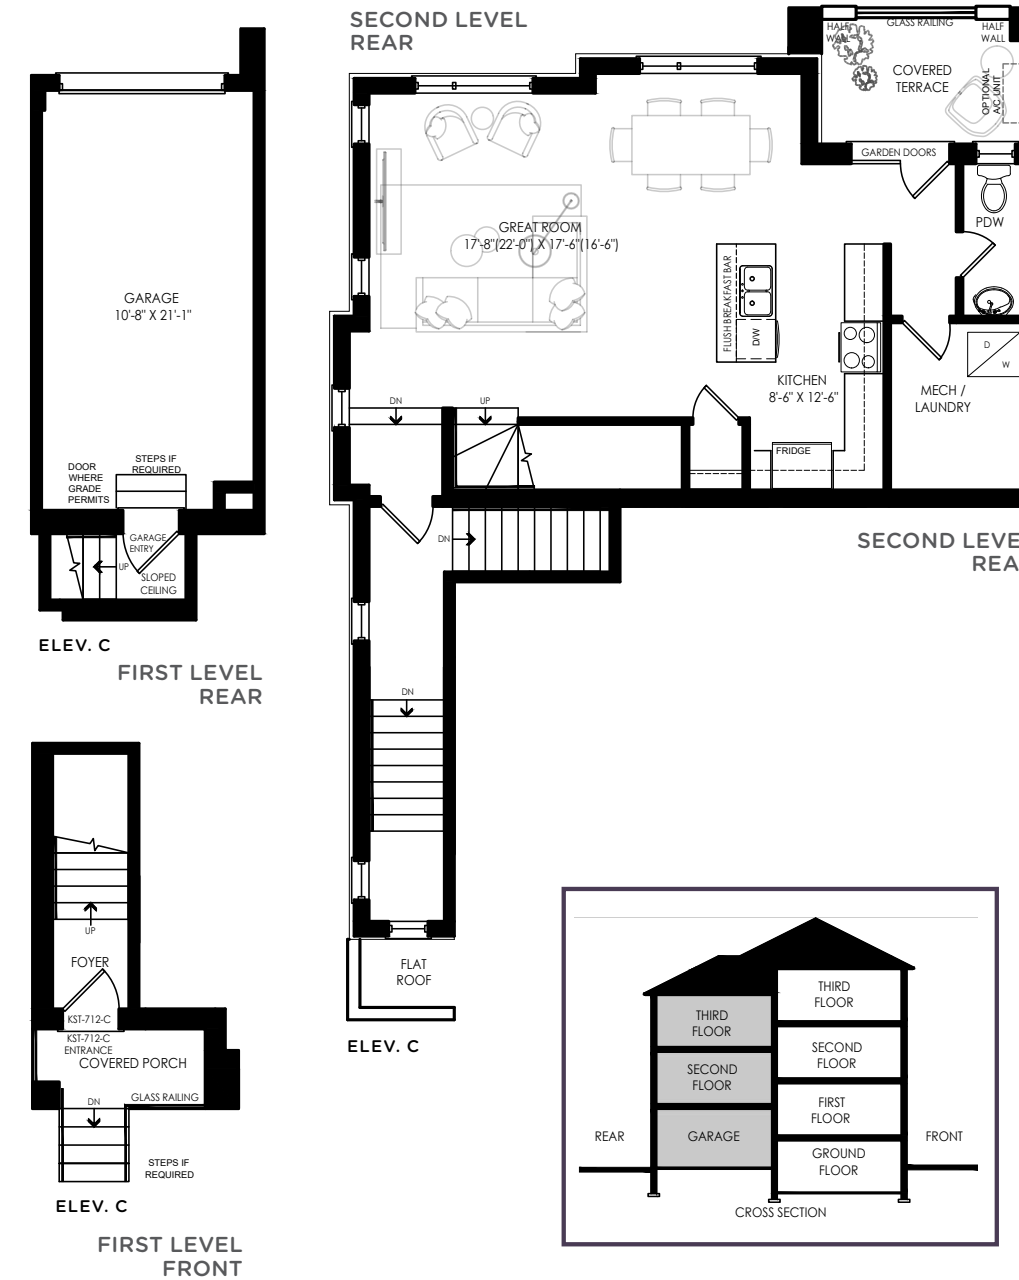 SECOND LEVEL
REAR
GARAGE
10'-8" X 21'-1"
DOOR
WHERE
GRADE
PERMITS
STEPS IF
REQUIRED
GARAGE
ENTRY
UP
SLOPED
CEILING
ELEV. C
FIRST LEVEL
REAR
HALF
WALL
GLASS RAILING
HALF
WALL
COVERED
TERRACE
OPTIONAL
A/C UNIT
GARDEN DOORS
PDW
GREAT ROOM
17'-8"(22'-0") X 17'-6"(16'-6")
FLUSH BREAKFAST BAR
D/W
KITCHEN
8'-6" X 12'-6"
D
W
MECH /
LAUNDRY
DN
UP
FRIDGE
DN
SECOND LEVE
REA
DN
FLAT
ROOF
ELEV. C
UP
FOYER
KST-712-C
KST-712-C
ENTRANCE
COVERED PORCH
GLASS RAILING
DN
STEPS IF
REQUIRED
ELEV. C
FIRST LEVEL
FRONT
THIRD
FLOOR
THIRD
FLOOR
SECOND
FLOOR
SECOND
FLOOR
FIRST
FLOOR
GARAGE
GROUND
FLOOR
REAR
FRONT
CROSS SECTION